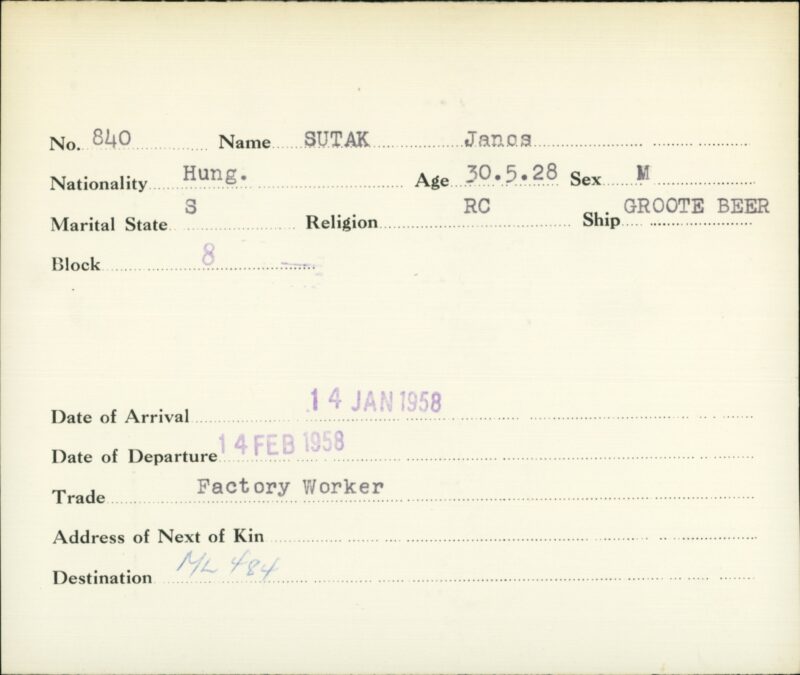 No. 840 Name SUTAK Janos
Nationality Hung. Age 30.5.28 Sex M
Marital State S Religion RC Ship GROOTE BEER
Block 8
Date of Arrival 14 JAN 1958
Date of Departure 14 FEB 1958
Trade Factory Worker
Address of Next of Kin
Destination ML 484